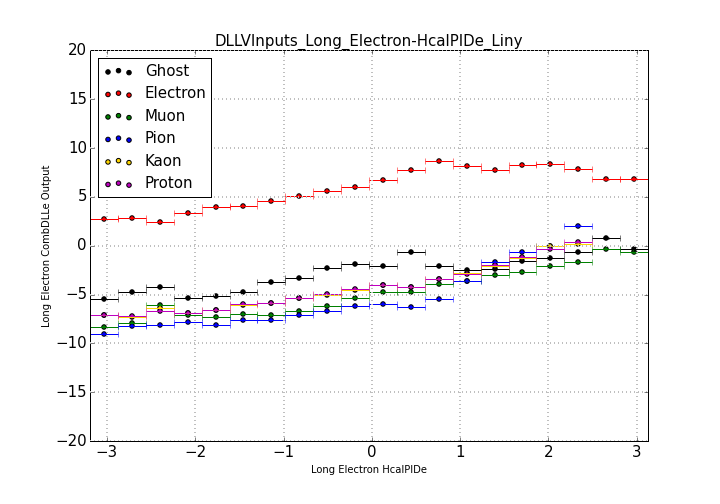 DLLVInputs_Long_Electron-HcalPIDe_Liny
Ghost
Electron
Muon
Pion
Kaon
Proton
20
15
10
5
0
−5
−10
−15
−20
Long Electron CombDLLe Output
−3 −2 −1 0 1 2 3
Long Electron HcalPIDe